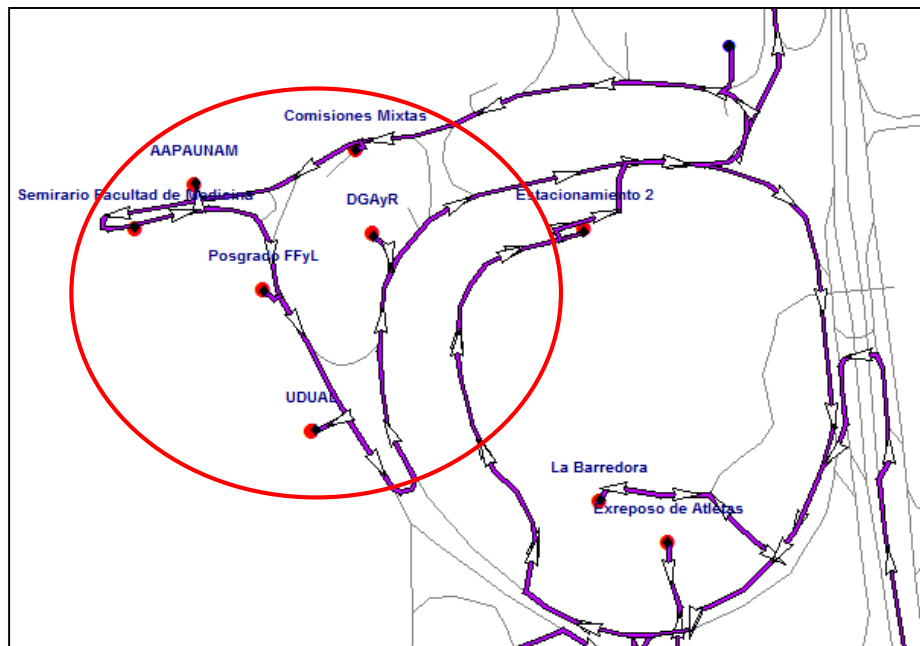 Comisiones Mixtas
AAPAUNAM
Semirario Facultad de Medicina
DGAyR
Estacionamiento 2
Posgrado FFyL
UDUAL
La Barredora
Exreposo de Atletas